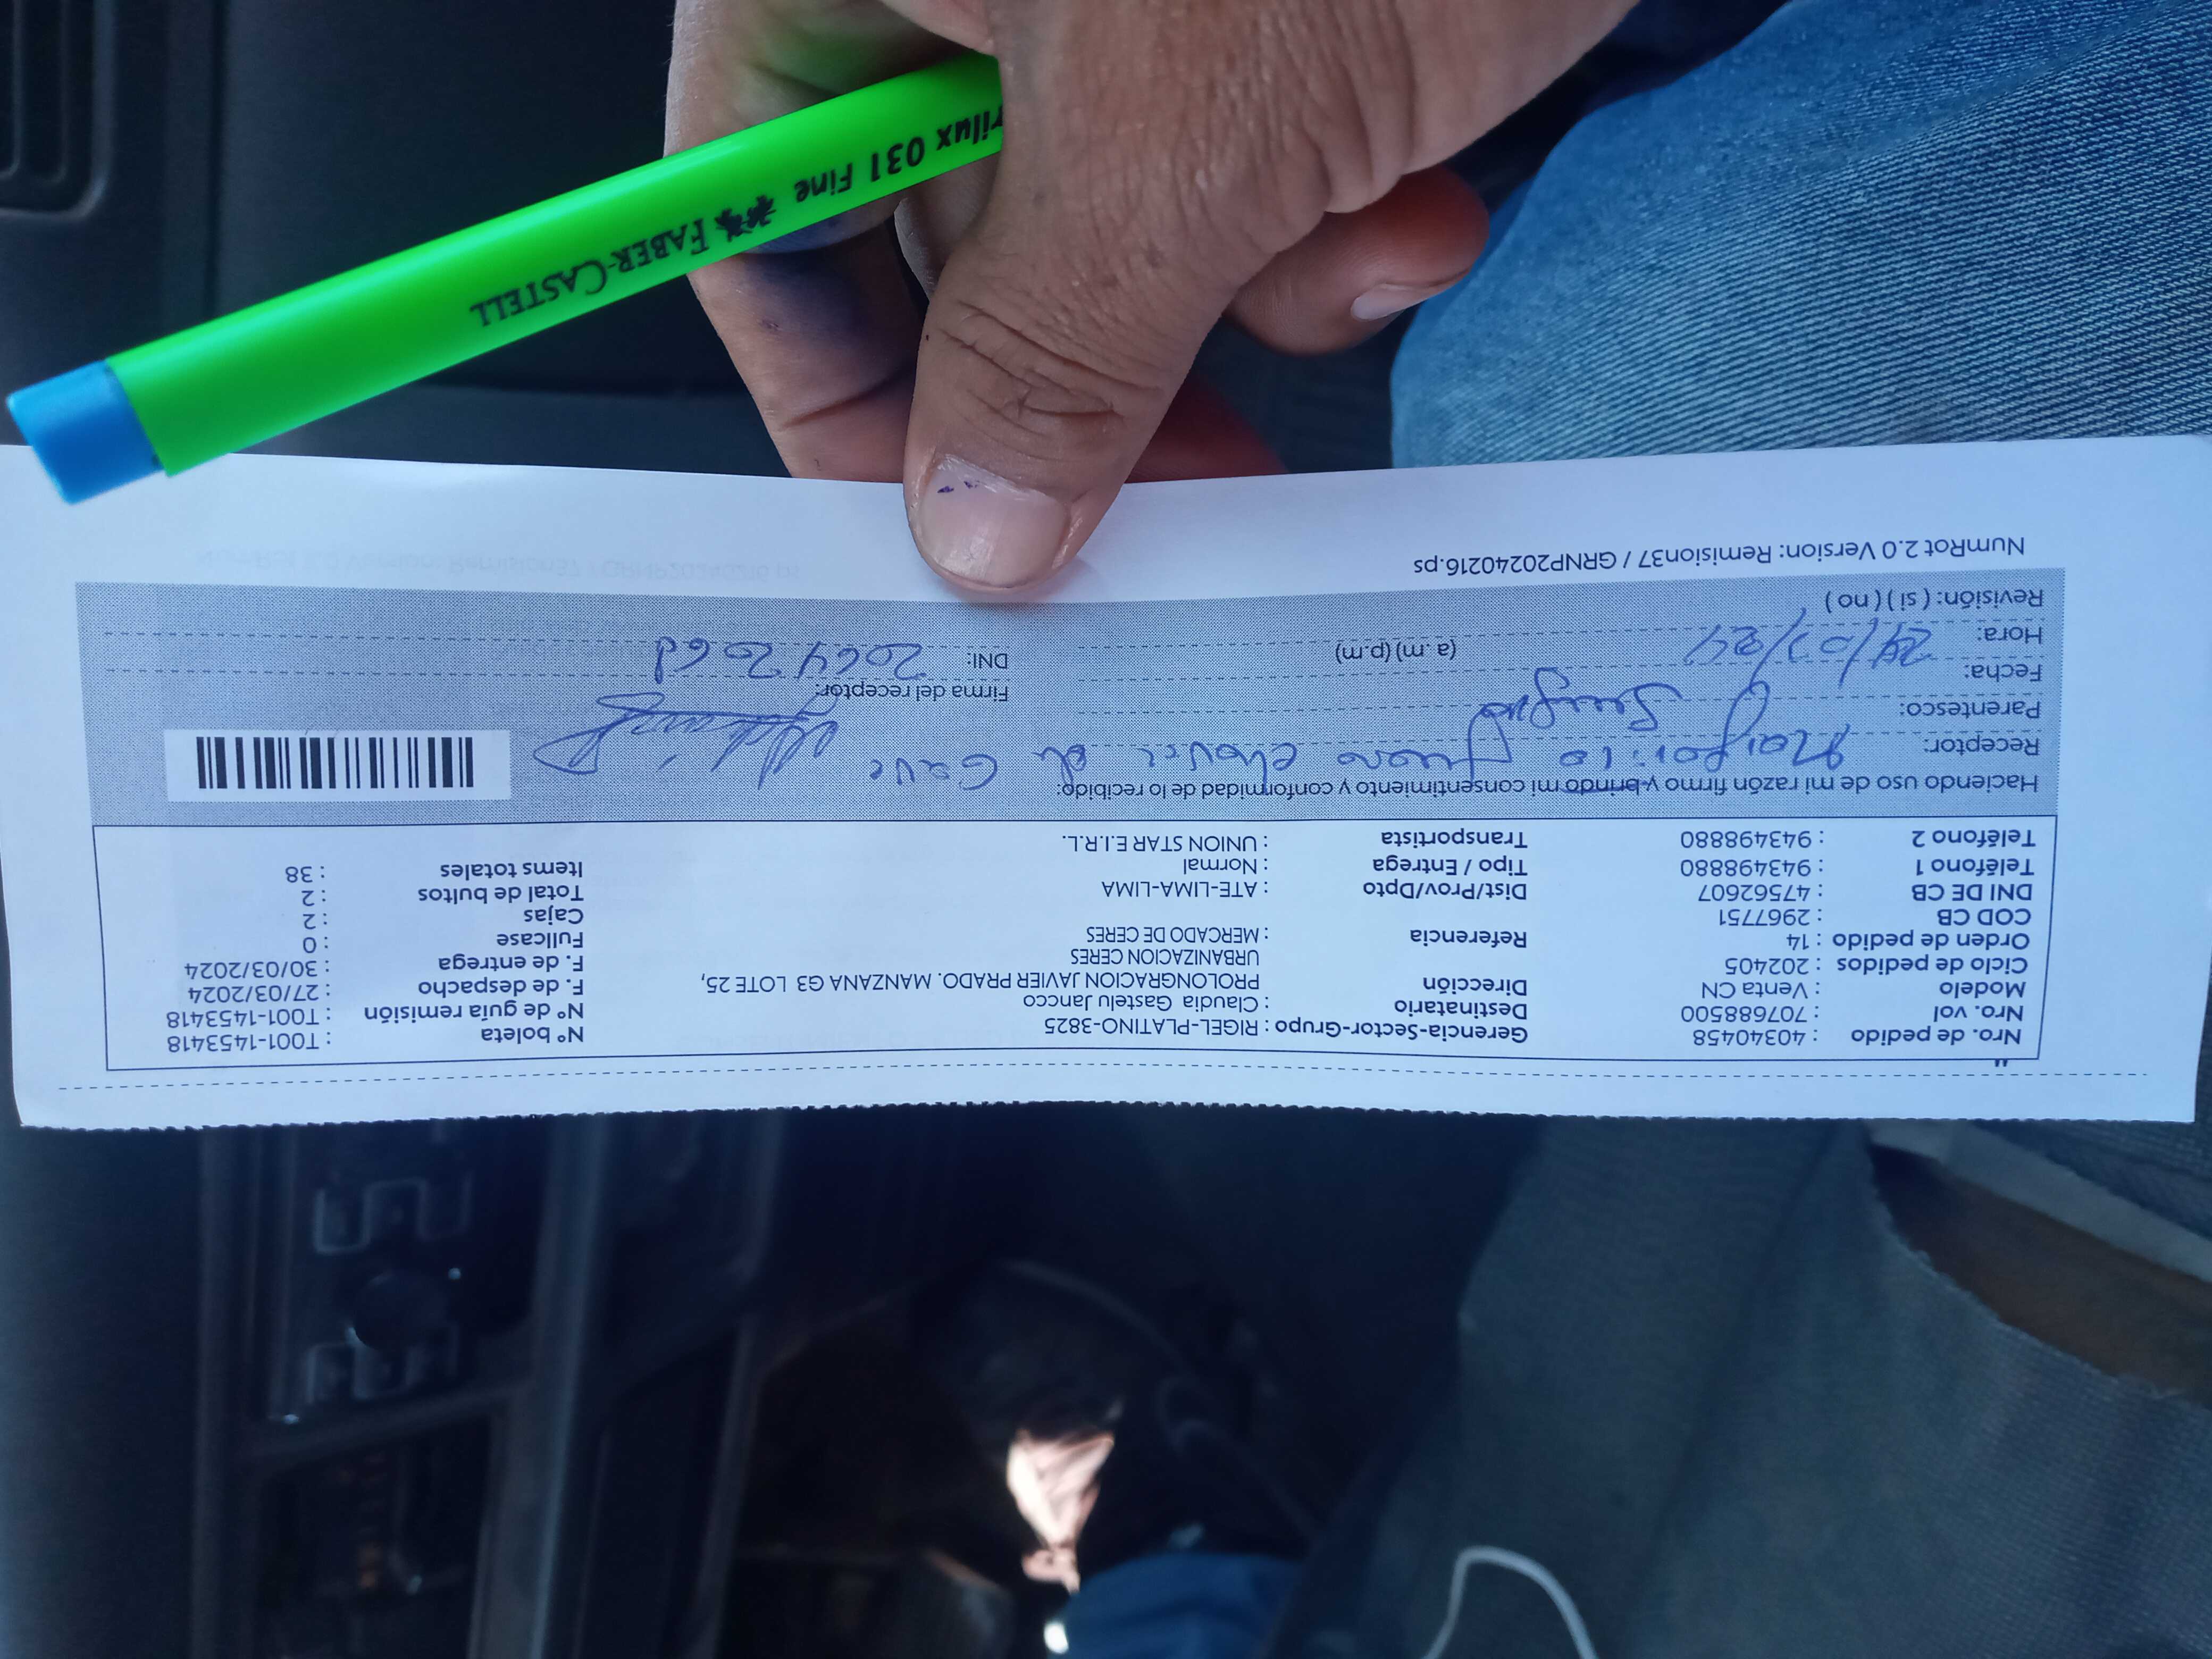 Nro. de pedido : 40340458
Nro. vol : 707688500
Modelo : Venta CN
Ciclo de pedidos : 202405
Orden de pedido : 14
COD CB : 2967751
DNI DE CB : 47562607
Teléfono 1 : 943498880
Teléfono 2 : 943498880
Gerencia-Sector-Grupo : RIGEL-PLATINO-3825
Destinatario : Claudia Gastelu Jancco
Dirección PROLONGRACION JAVIER PRADO. MANZANA G3 LOTE 25,
URBANIZACION CERES
Referencia : MERCADO DE CERES
Dist/Prov/Dpto : ATE-LIMA-LIMA
Tipo / Entrega : Normal
Transportista : UNION STAR E.I.R.L.
N° boleta : T001-1453418
N° de guía remisión : T001-1453418
F. de despacho : 27/03/2024
F. de entrega : 30/03/2024
Fullcase : 0
Cajas : 2
Total de bultos : 2
Items totales : 38
Haciendo uso de mi razón firmo y brindo mi consentimiento y conformidad de lo recibido:
Receptor:
Parentesco:
Fecha:
Hora: (a. m) (p.m)
Revisión: ( si ) ( no )
Firma del receptor:
DNI:
NumRot 2.0 Version: Remision37 / GRNP20240216.ps
FABER-CASTELL
rilux 031 Fine